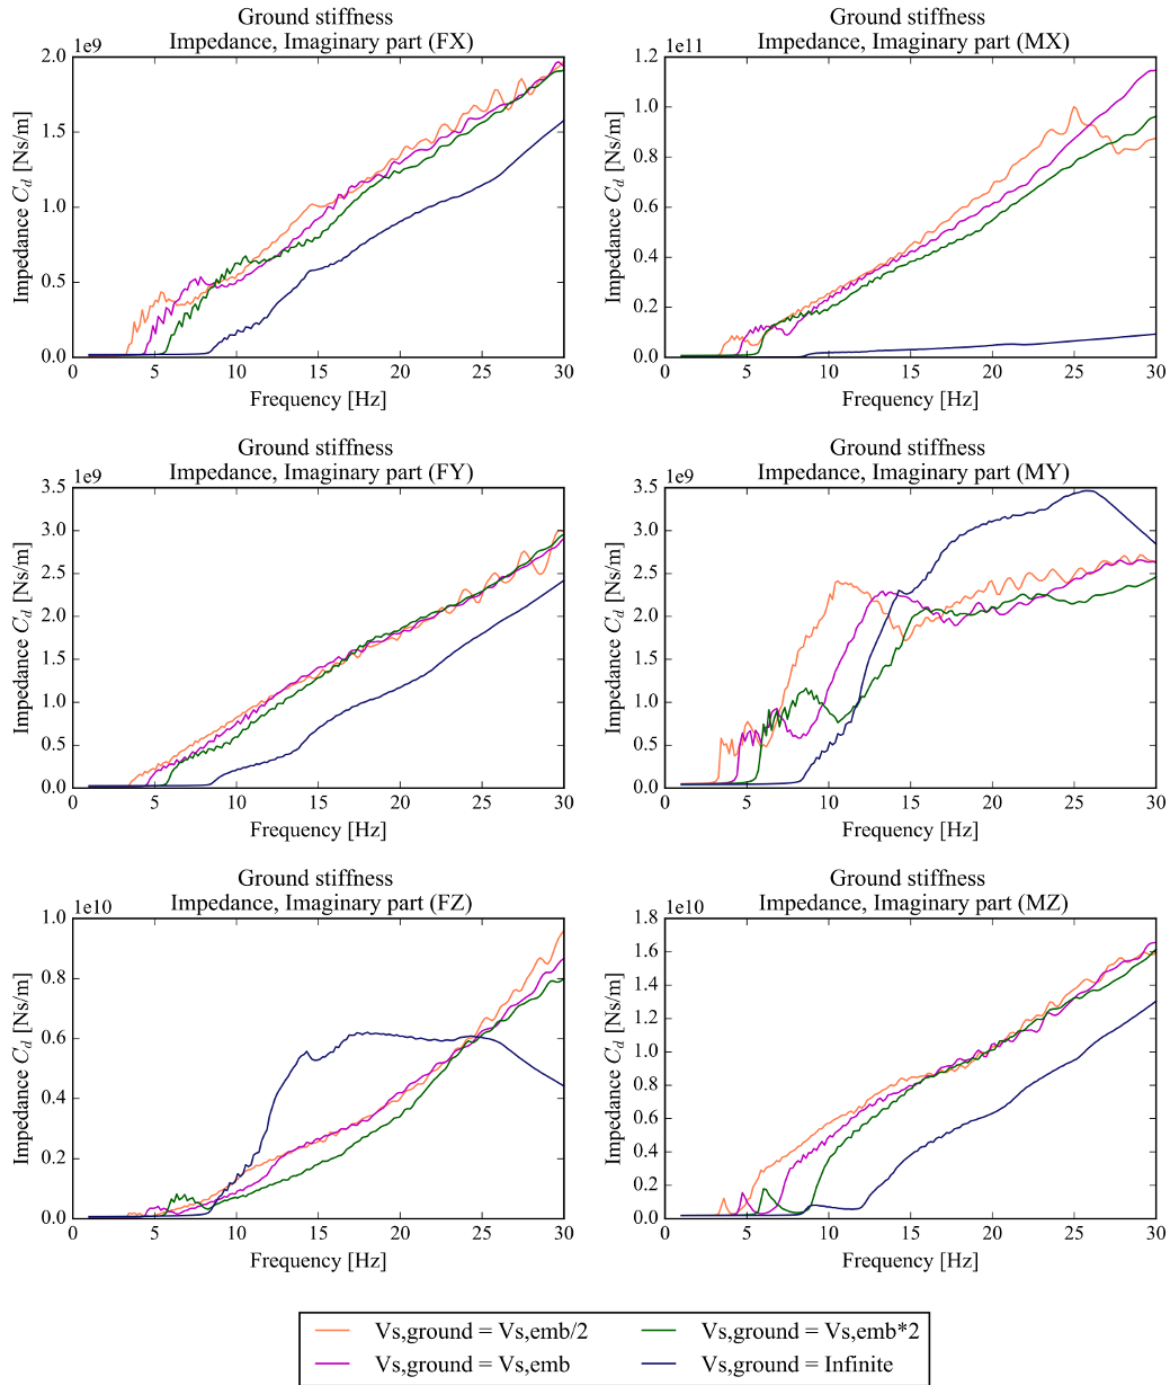 Ground stiffness
Impedance, Imaginary part (FX)
1e9
2.0
1.5
1.0
0.5
0.0
Impedance C_d [Ns/m]
0 5 10 15 20 25 30
Frequency [Hz]
Ground stiffness
Impedance, Imaginary part (MX)
1e11
1.2
1.0
0.8
0.6
0.4
0.2
0.0
Impedance C_d [Ns/m]
0 5 10 15 20 25 30
Frequency [Hz]
Ground stiffness
Impedance, Imaginary part (FY)
1e9
3.5
3.0
2.5
2.0
1.5
1.0
0.5
0.0
Impedance C_d [Ns/m]
0 5 10 15 20 25 30
Frequency [Hz]
Ground stiffness
Impedance, Imaginary part (MY)
1e9
3.5
3.0
2.5
2.0
1.5
1.0
0.5
0.0
Impedance C_d [Ns/m]
0 5 10 15 20 25 30
Frequency [Hz]
Ground stiffness
Impedance, Imaginary part (FZ)
1e10
1.0
0.8
0.6
0.4
0.2
0.0
Impedance C_d [Ns/m]
0 5 10 15 20 25 30
Frequency [Hz]
Ground stiffness
Impedance, Imaginary part (MZ)
1e10
1.8
1.6
1.4
1.2
1.0
0.8
0.6
0.4
0.2
0.0
Impedance C_d [Ns/m]
0 5 10 15 20 25 30
Frequency [Hz]
Vs,ground = Vs,emb/2
Vs,ground = Vs,emb*2
Vs,ground = Vs,emb
Vs,ground = Infinite